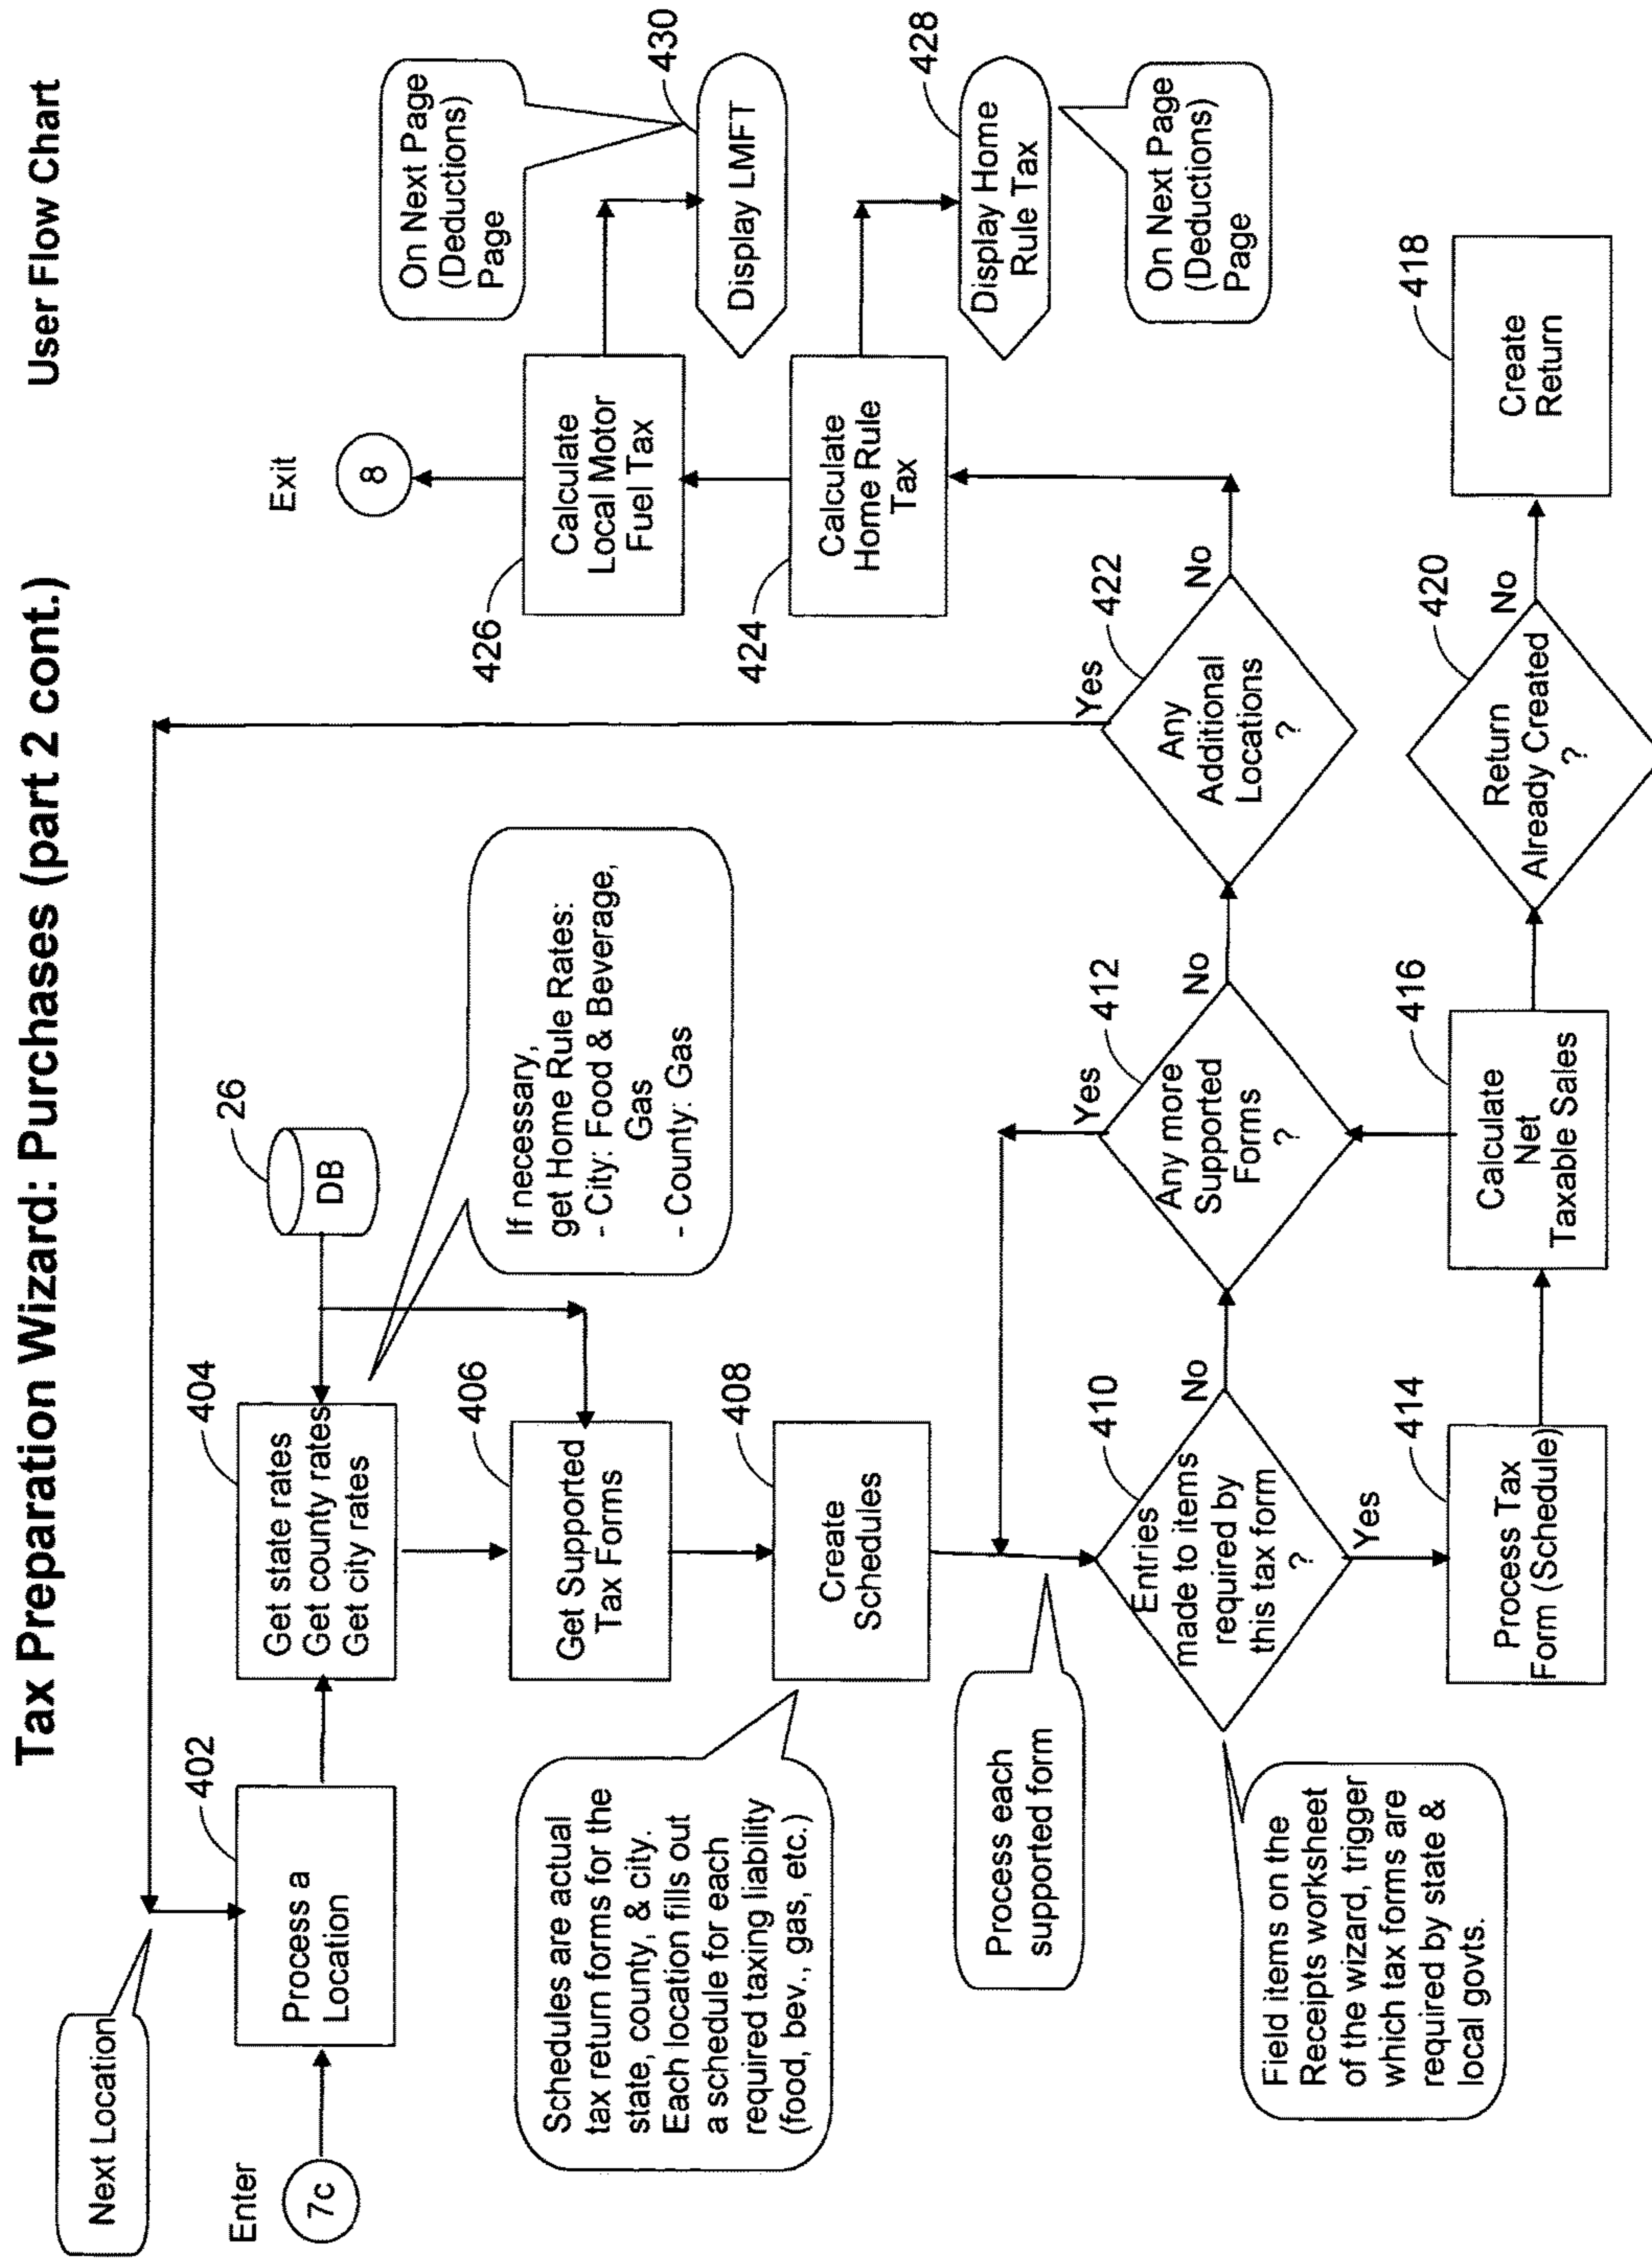 Tax Preparation Wizard: Purchases (part 2 cont.)
User Flow Chart
Next Location
Enter
7c
402
Process a
Location
404
Get state rates
Get county rates
Get city rates
26
DB
If necessary,
get Home Rule Rates:
- City: Food & Beverage,
Gas
- County: Gas
406
Get Supported
Tax Forms
Schedules are actual
tax return forms for the
state, county, & city.
Each location fills out
a schedule for each
required taxing liability
(food, bev., gas, etc.)
408
Create
Schedules
Process each
supported form
410
Entries
made to items
required by
this tax form
?
No
Yes
Field items on the
Receipts worksheet
of the wizard, trigger
which tax forms are
required by state &
local govts.
412
Any more
Supported
Forms
?
Yes
No
414
Process Tax
Form (Schedule)
416
Calculate
Net
Taxable Sales
420
Return
Already Created
?
No
418
Create
Return
422
Any
Additional
Locations
?
Yes
No
424
Calculate
Home Rule
Tax
426
Calculate
Local Motor
Fuel Tax
Exit
8
430
Display LMFT
On Next Page
(Deductions)
Page
428
Display Home
Rule Tax
On Next Page
(Deductions)
Page